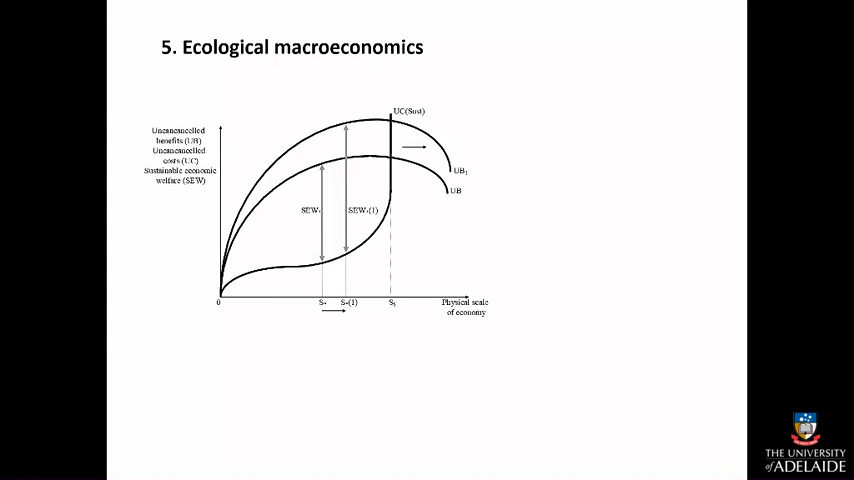 5. Ecological macroeconomics
UC(Sust)
Uncancelled
benefits (UB)
Uncancelled
costs (UC)
Sustainable economic
welfare (SEW)
UB₁
UB
SEW*
SEW*(1)
0
S*
S*(1)
Sₛ
Physical scale
of economy
THE UNIVERSITY
of ADELAIDE